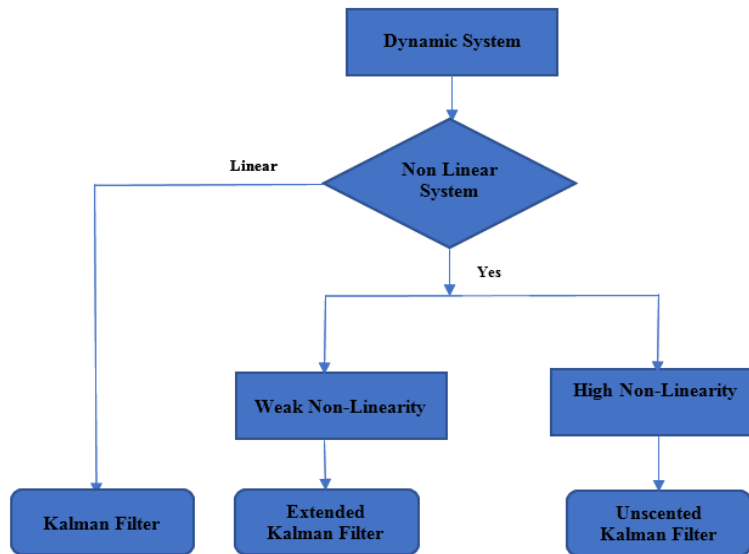 Dynamic System
Linear
Non Linear
System
Yes
Weak Non-Linearity
High Non-Linearity
Kalman Filter
Extended
Kalman Filter
Unscented
Kalman Filter